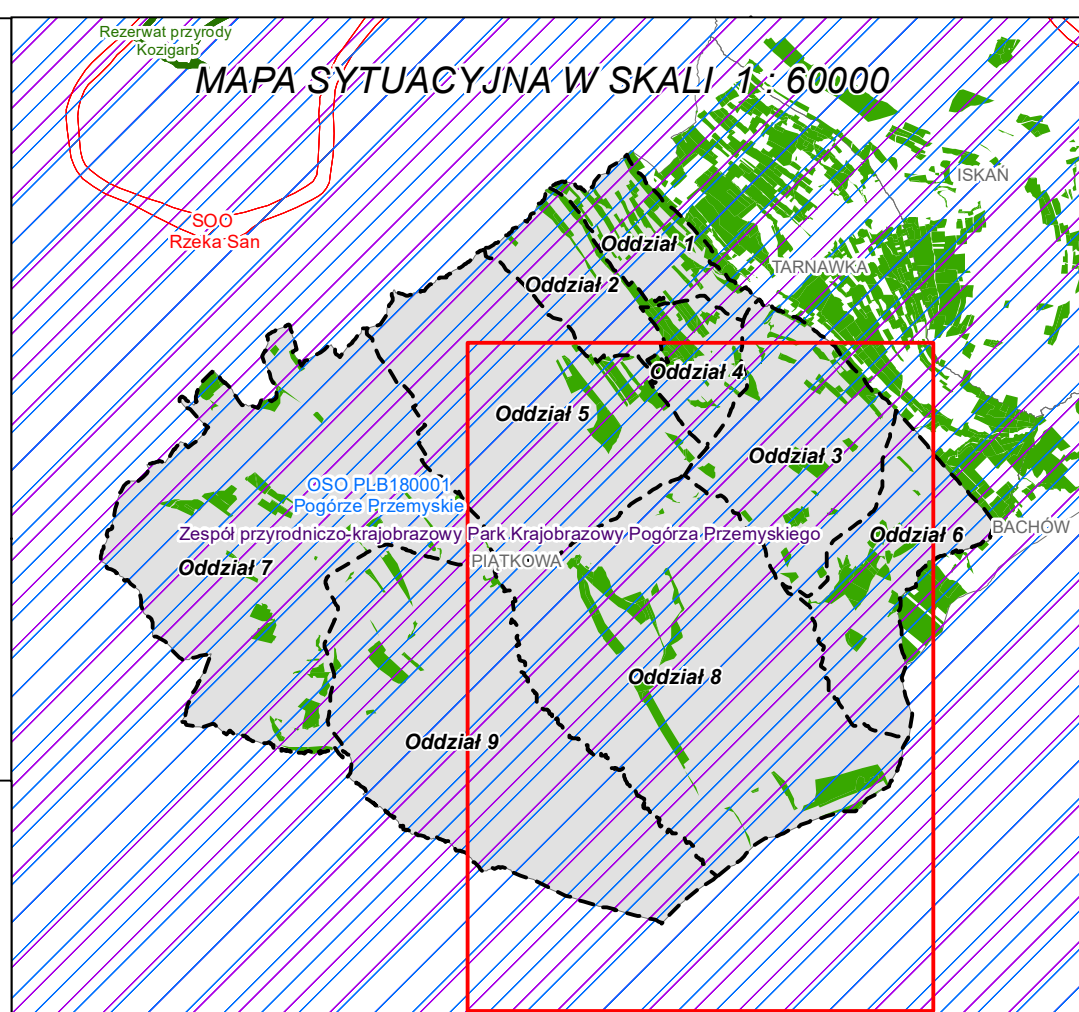 Rezerwat przyrody
Kozigarb
MAPA SYTUACYJNA W SKALI 1 : 60000
ISKAŃ
SOO
Rzeka San
Oddział 1
TARNAWKA
Oddział 2
Oddział 4
Oddział 5
Oddział 3
OSO PLB180001
Pogórze Przemyskie
Zespół przyrodniczo-krajobrazowy Park Krajobrazowy Pogórza Przemyskiego
BACHÓW
Oddział 6
PIĄTKOWA
Oddział 7
Oddział 8
Oddział 9